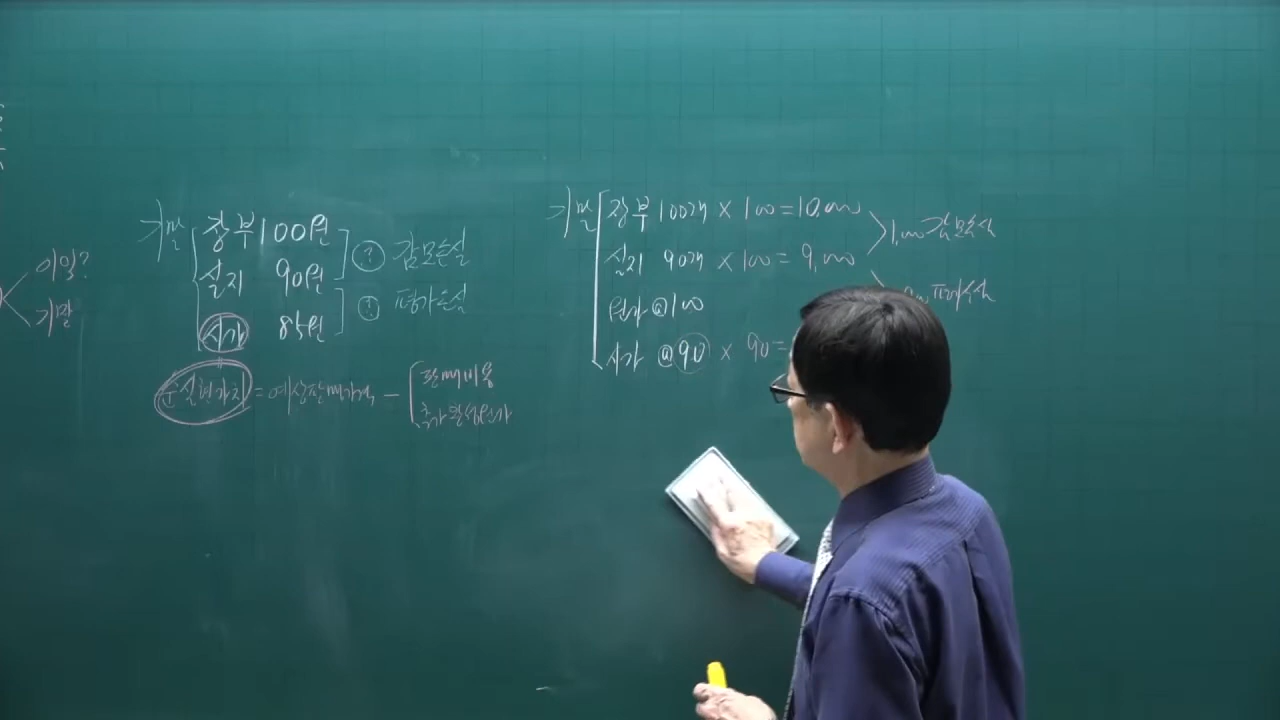 이월?
기말
기말 장부 100원
실지 90원
시가 85원
? 감모손실
? 평가손실
순실현가치 = 예상판매가격 - 판매비용
추가완성원가
기말 장부 100개 × 100 = 10,000
실지 90개 × 100 = 9,000
원가 @100
시가 @90 × 90 =
1,000 감모손실
평가손실